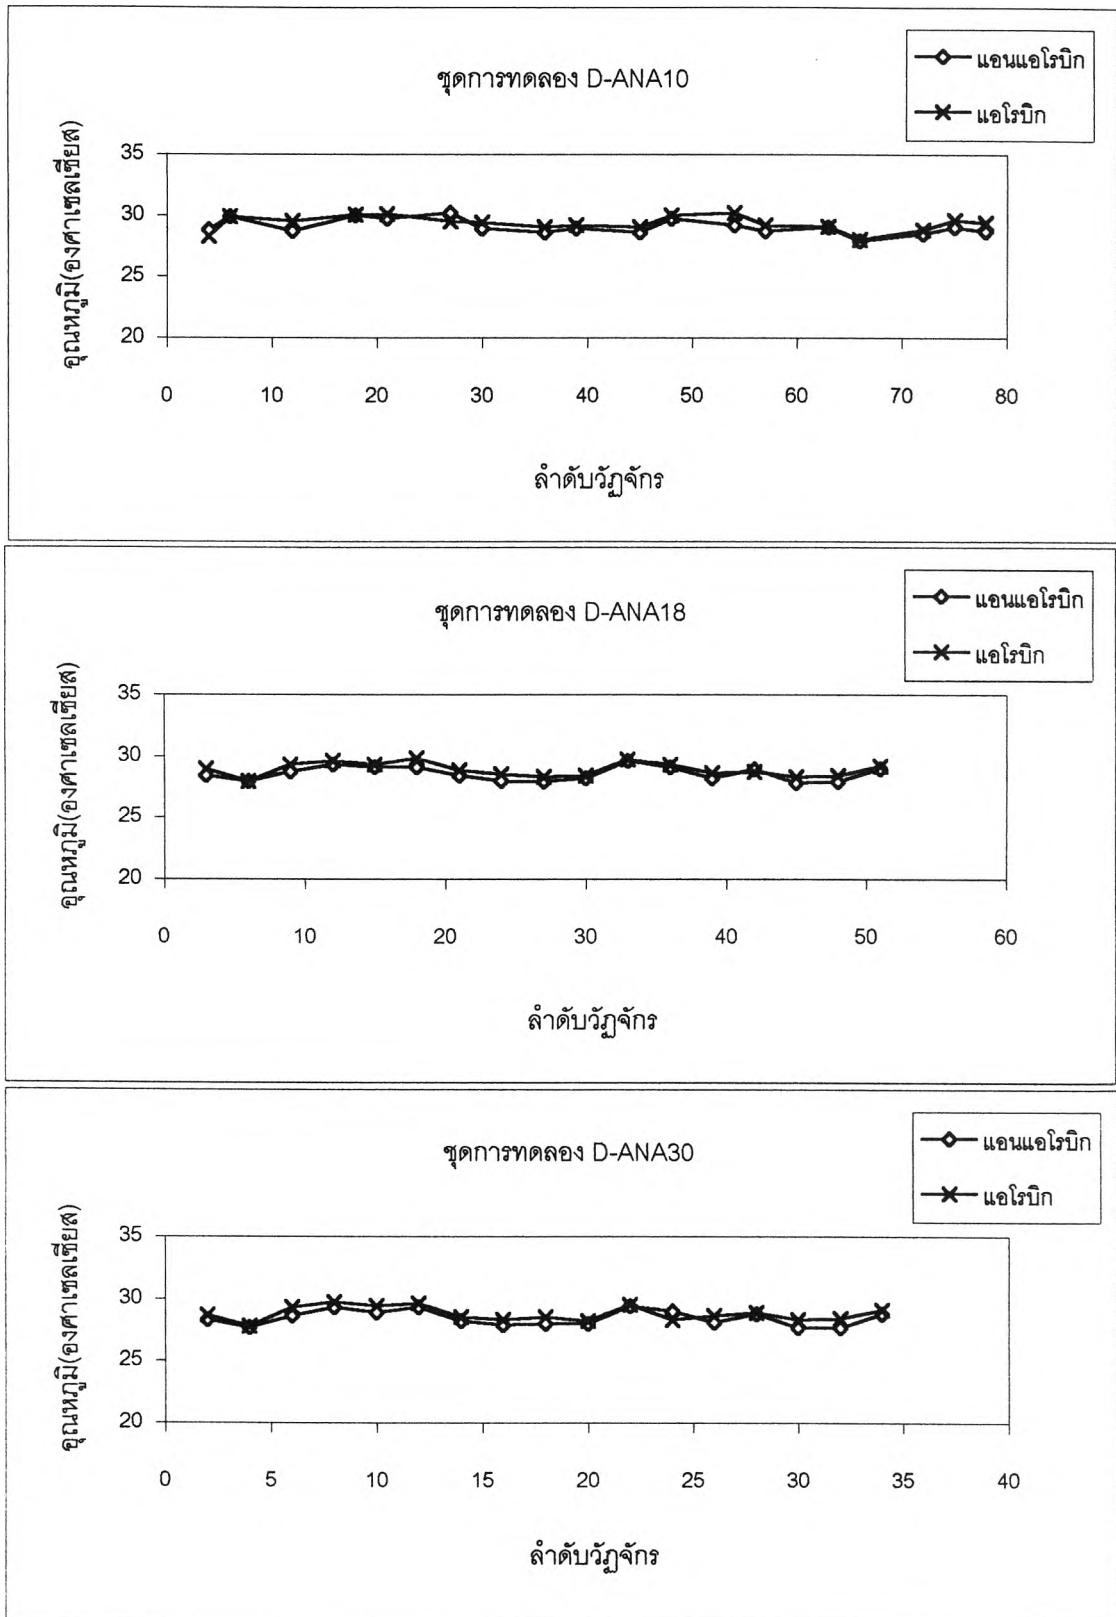 ชุดการทดลอง D-ANA10
แอนแอโรบิก
แอโรบิก
อุณหภูมิ(องศาเซลเซียส)
35
30
25
20
0 10 20 30 40 50 60 70 80
ลำดับวัฏจักร
ชุดการทดลอง D-ANA18
แอนแอโรบิก
แอโรบิก
อุณหภูมิ(องศาเซลเซียส)
35
30
25
20
0 10 20 30 40 50 60
ลำดับวัฏจักร
ชุดการทดลอง D-ANA30
แอนแอโรบิก
แอโรบิก
อุณหภูมิ(องศาเซลเซียส)
35
30
25
20
0 5 10 15 20 25 30 35 40
ลำดับวัฏจักร